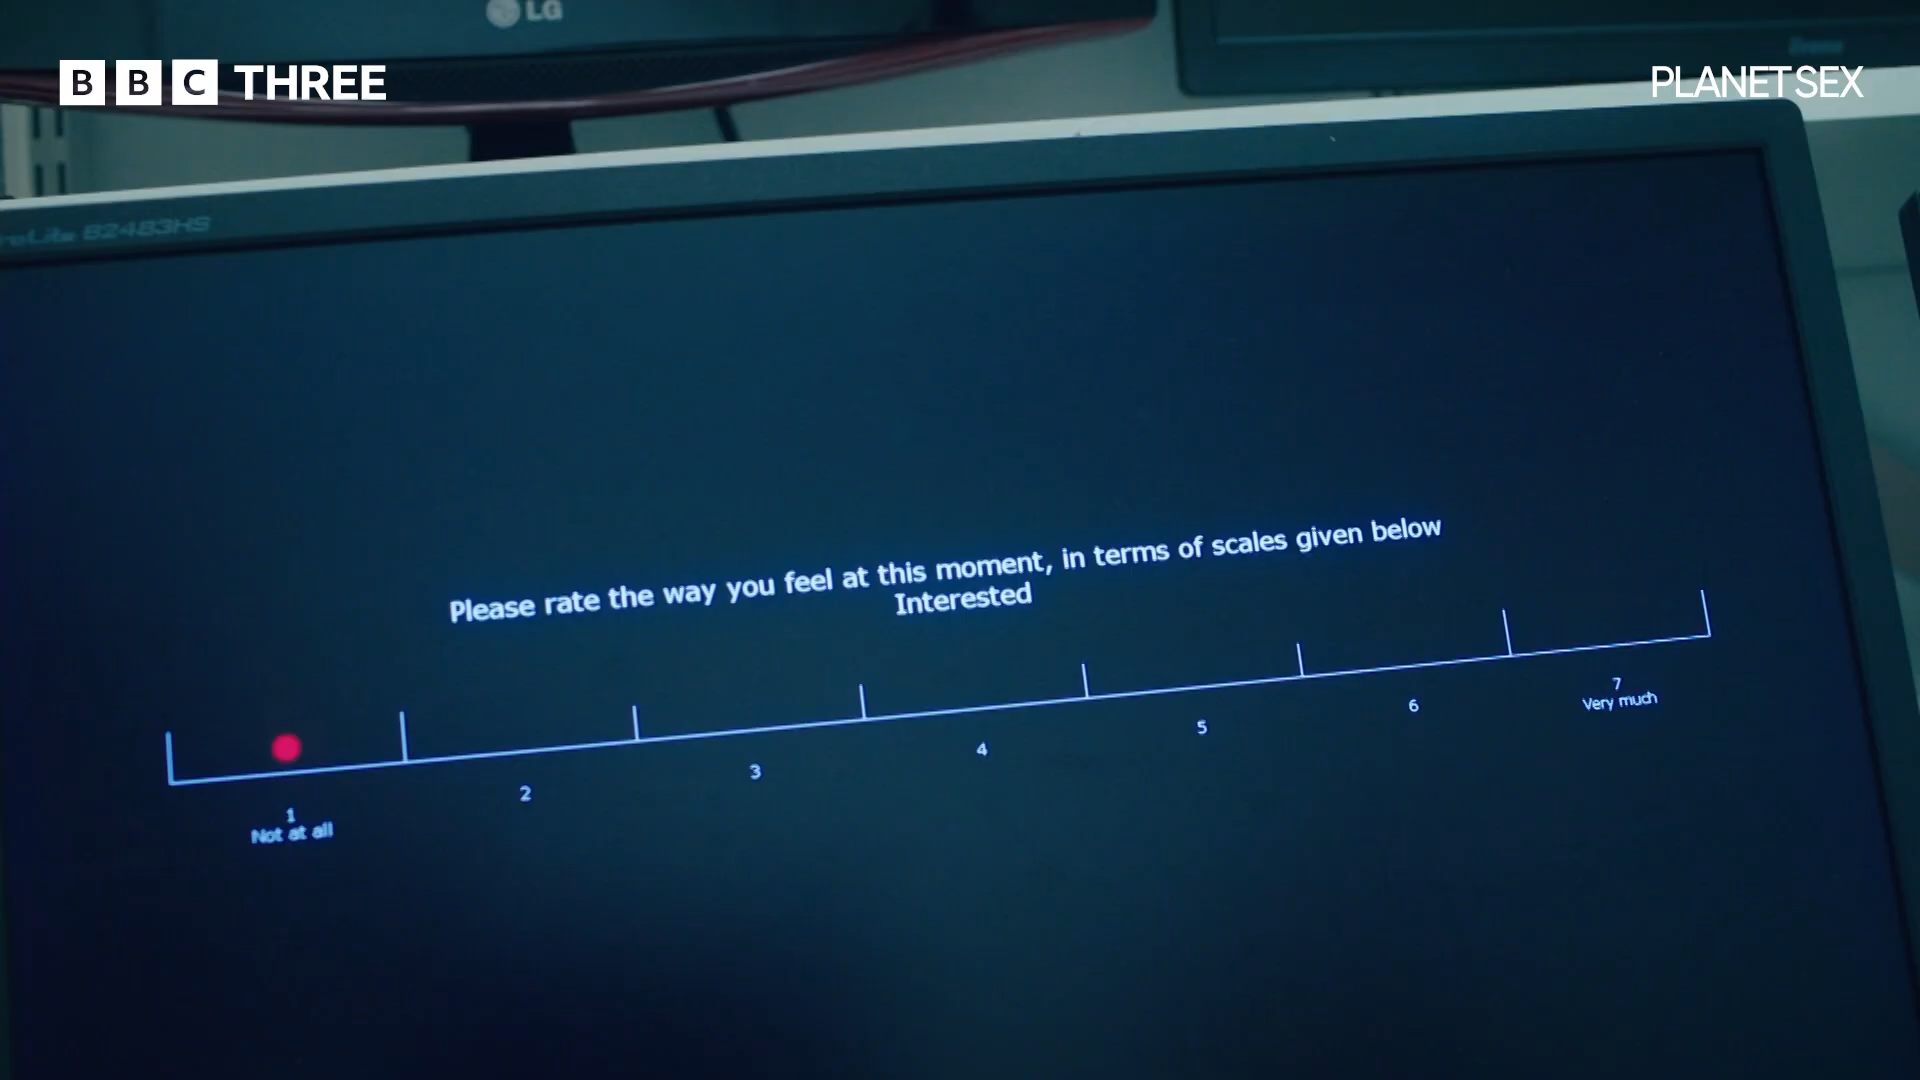 LG
BBC THREE
PLANET SEX
B2483HS
Please rate the way you feel at this moment, in terms of scales given below
Interested
1
Not at all
2
3
4
5
6
7
Very much